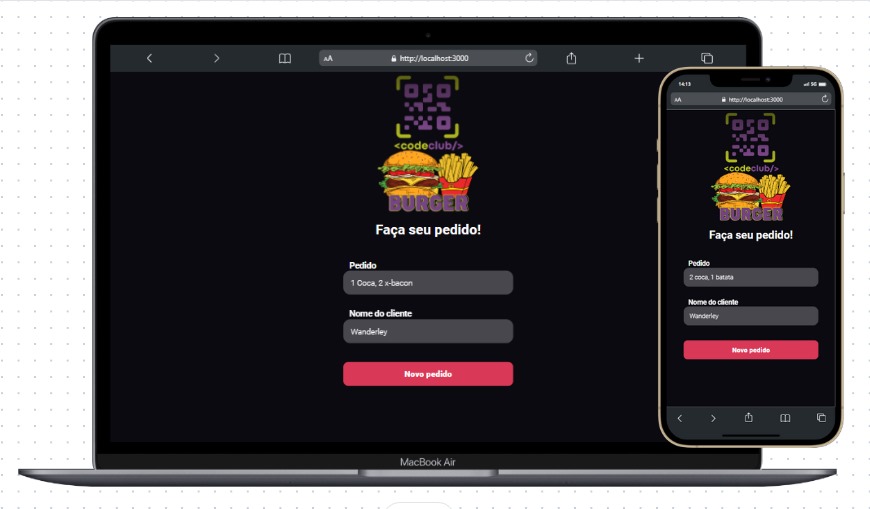 AA http://localhost:3000
<codeclub/>
BURGER
Faça seu pedido!
Pedido
1 Coca, 2 x-bacon
Nome do cliente
Wanderley
Novo pedido
MacBook Air
14:13
5G
AA http://localhost:3000
<codeclub/>
BURGER
Faça seu pedido!
Pedido
2 coca, 1 batata
Nome do cliente
Wanderley
Novo pedido